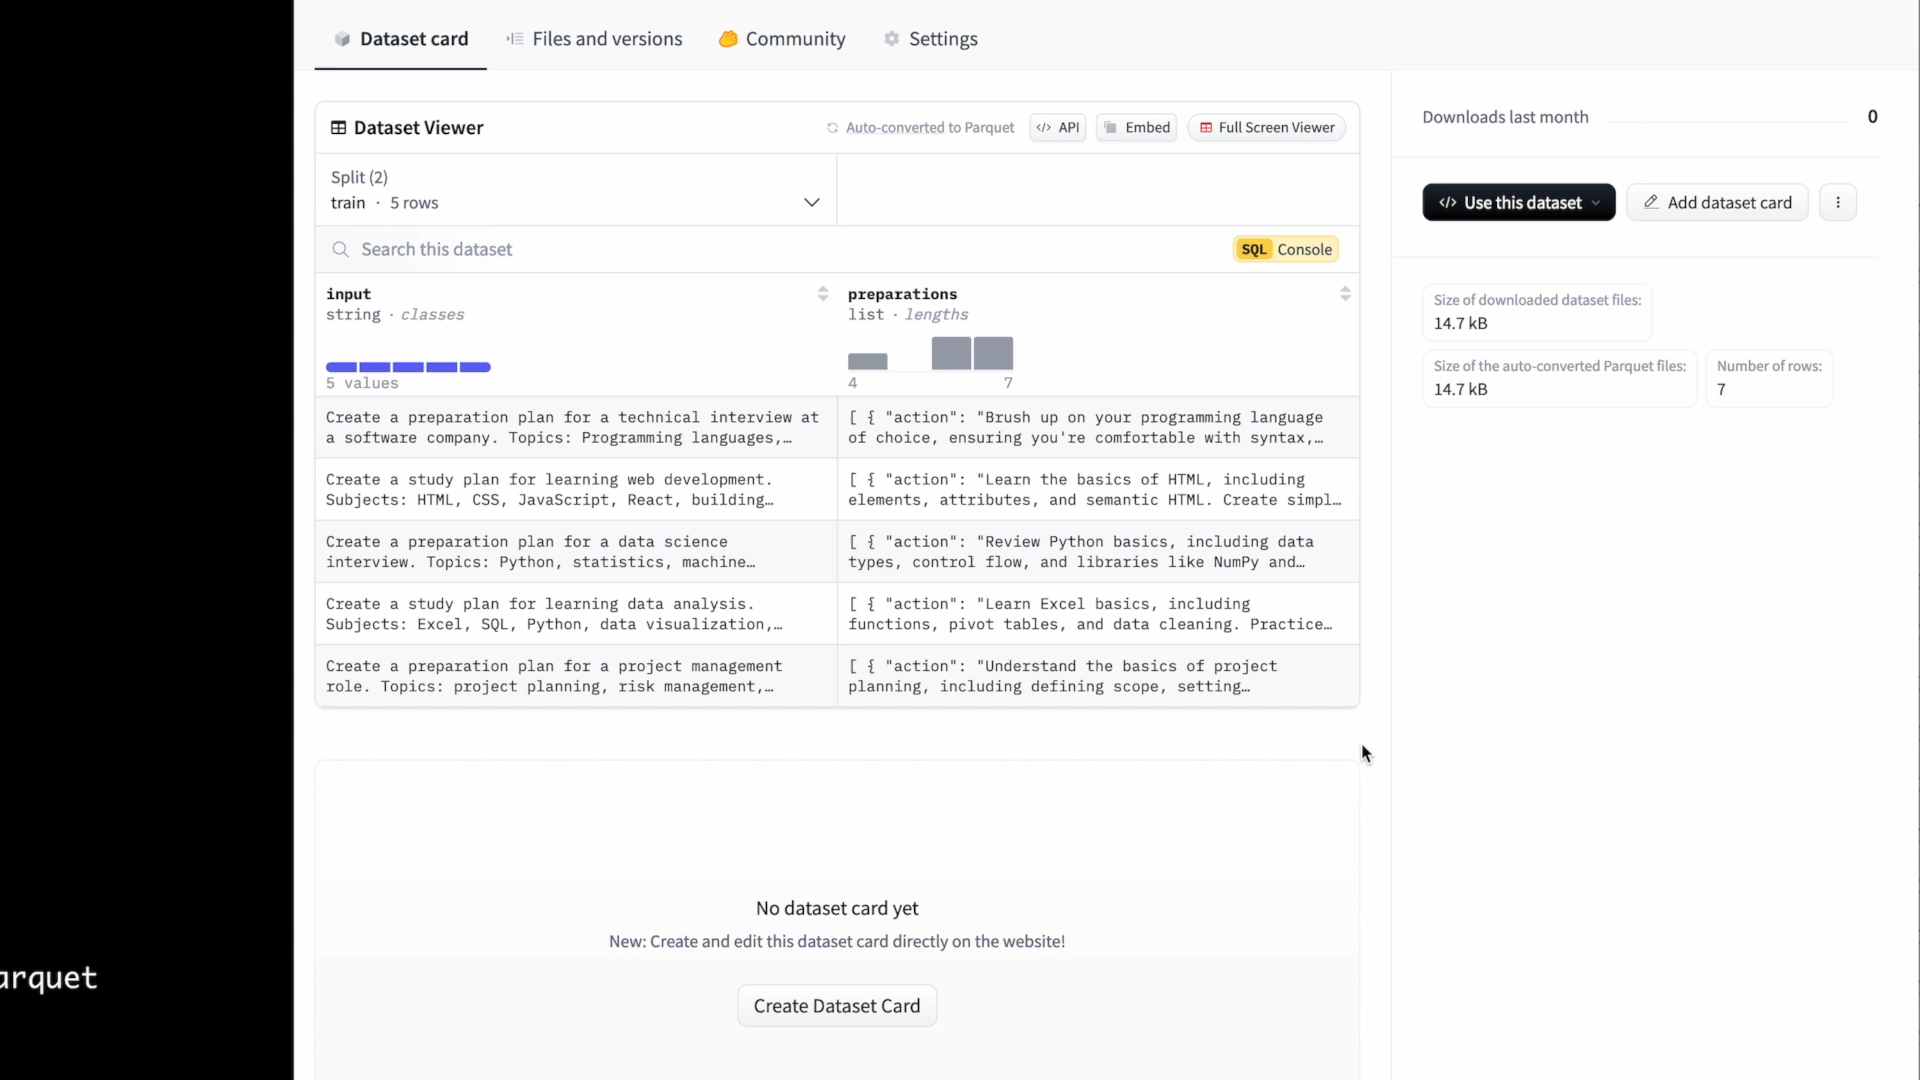 Dataset card
Files and versions
Community
Settings
Dataset Viewer
Auto-converted to Parquet
</> API
Embed
Full Screen Viewer
Split (2)
train · 5 rows
Search this dataset
SQL Console
input
string · classes
5 values
preparations
list · lengths
4
7
Create a preparation plan for a technical interview at
a software company. Topics: Programming languages,…
[ { "action": "Brush up on your programming language
of choice, ensuring you're comfortable with syntax,…
Create a study plan for learning web development.
Subjects: HTML, CSS, JavaScript, React, building…
[ { "action": "Learn the basics of HTML, including
elements, attributes, and semantic HTML. Create simpl…
Create a preparation plan for a data science
interview. Topics: Python, statistics, machine…
[ { "action": "Review Python basics, including data
types, control flow, and libraries like NumPy and…
Create a study plan for learning data analysis.
Subjects: Excel, SQL, Python, data visualization,…
[ { "action": "Learn Excel basics, including
functions, pivot tables, and data cleaning. Practice…
Create a preparation plan for a project management
role. Topics: project planning, risk management,…
[ { "action": "Understand the basics of project
planning, including defining scope, setting…
No dataset card yet
New: Create and edit this dataset card directly on the website!
Create Dataset Card
Downloads last month
0
</> Use this dataset
Add dataset card
Size of downloaded dataset files:
14.7 kB
Size of the auto-converted Parquet files:
14.7 kB
Number of rows:
7
arquet